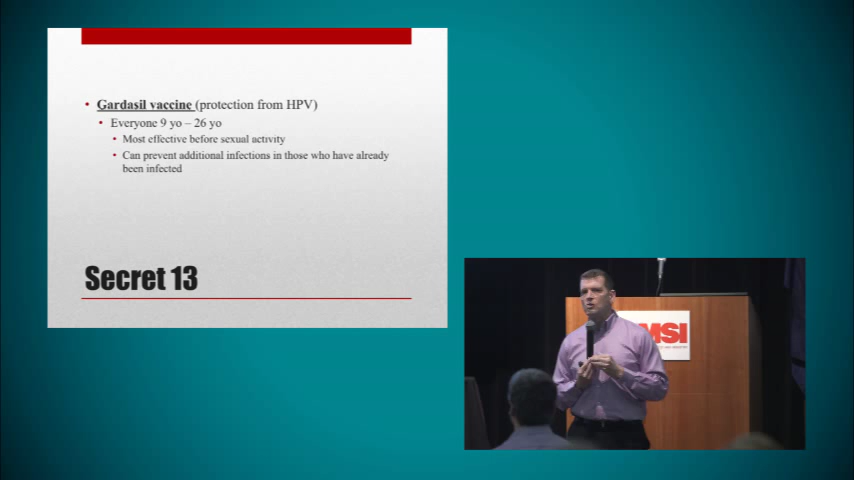 Gardasil vaccine (protection from HPV)
Everyone 9 yo – 26 yo
Most effective before sexual activity
Can prevent additional infections in those who have already
been infected
Secret 13
MSI